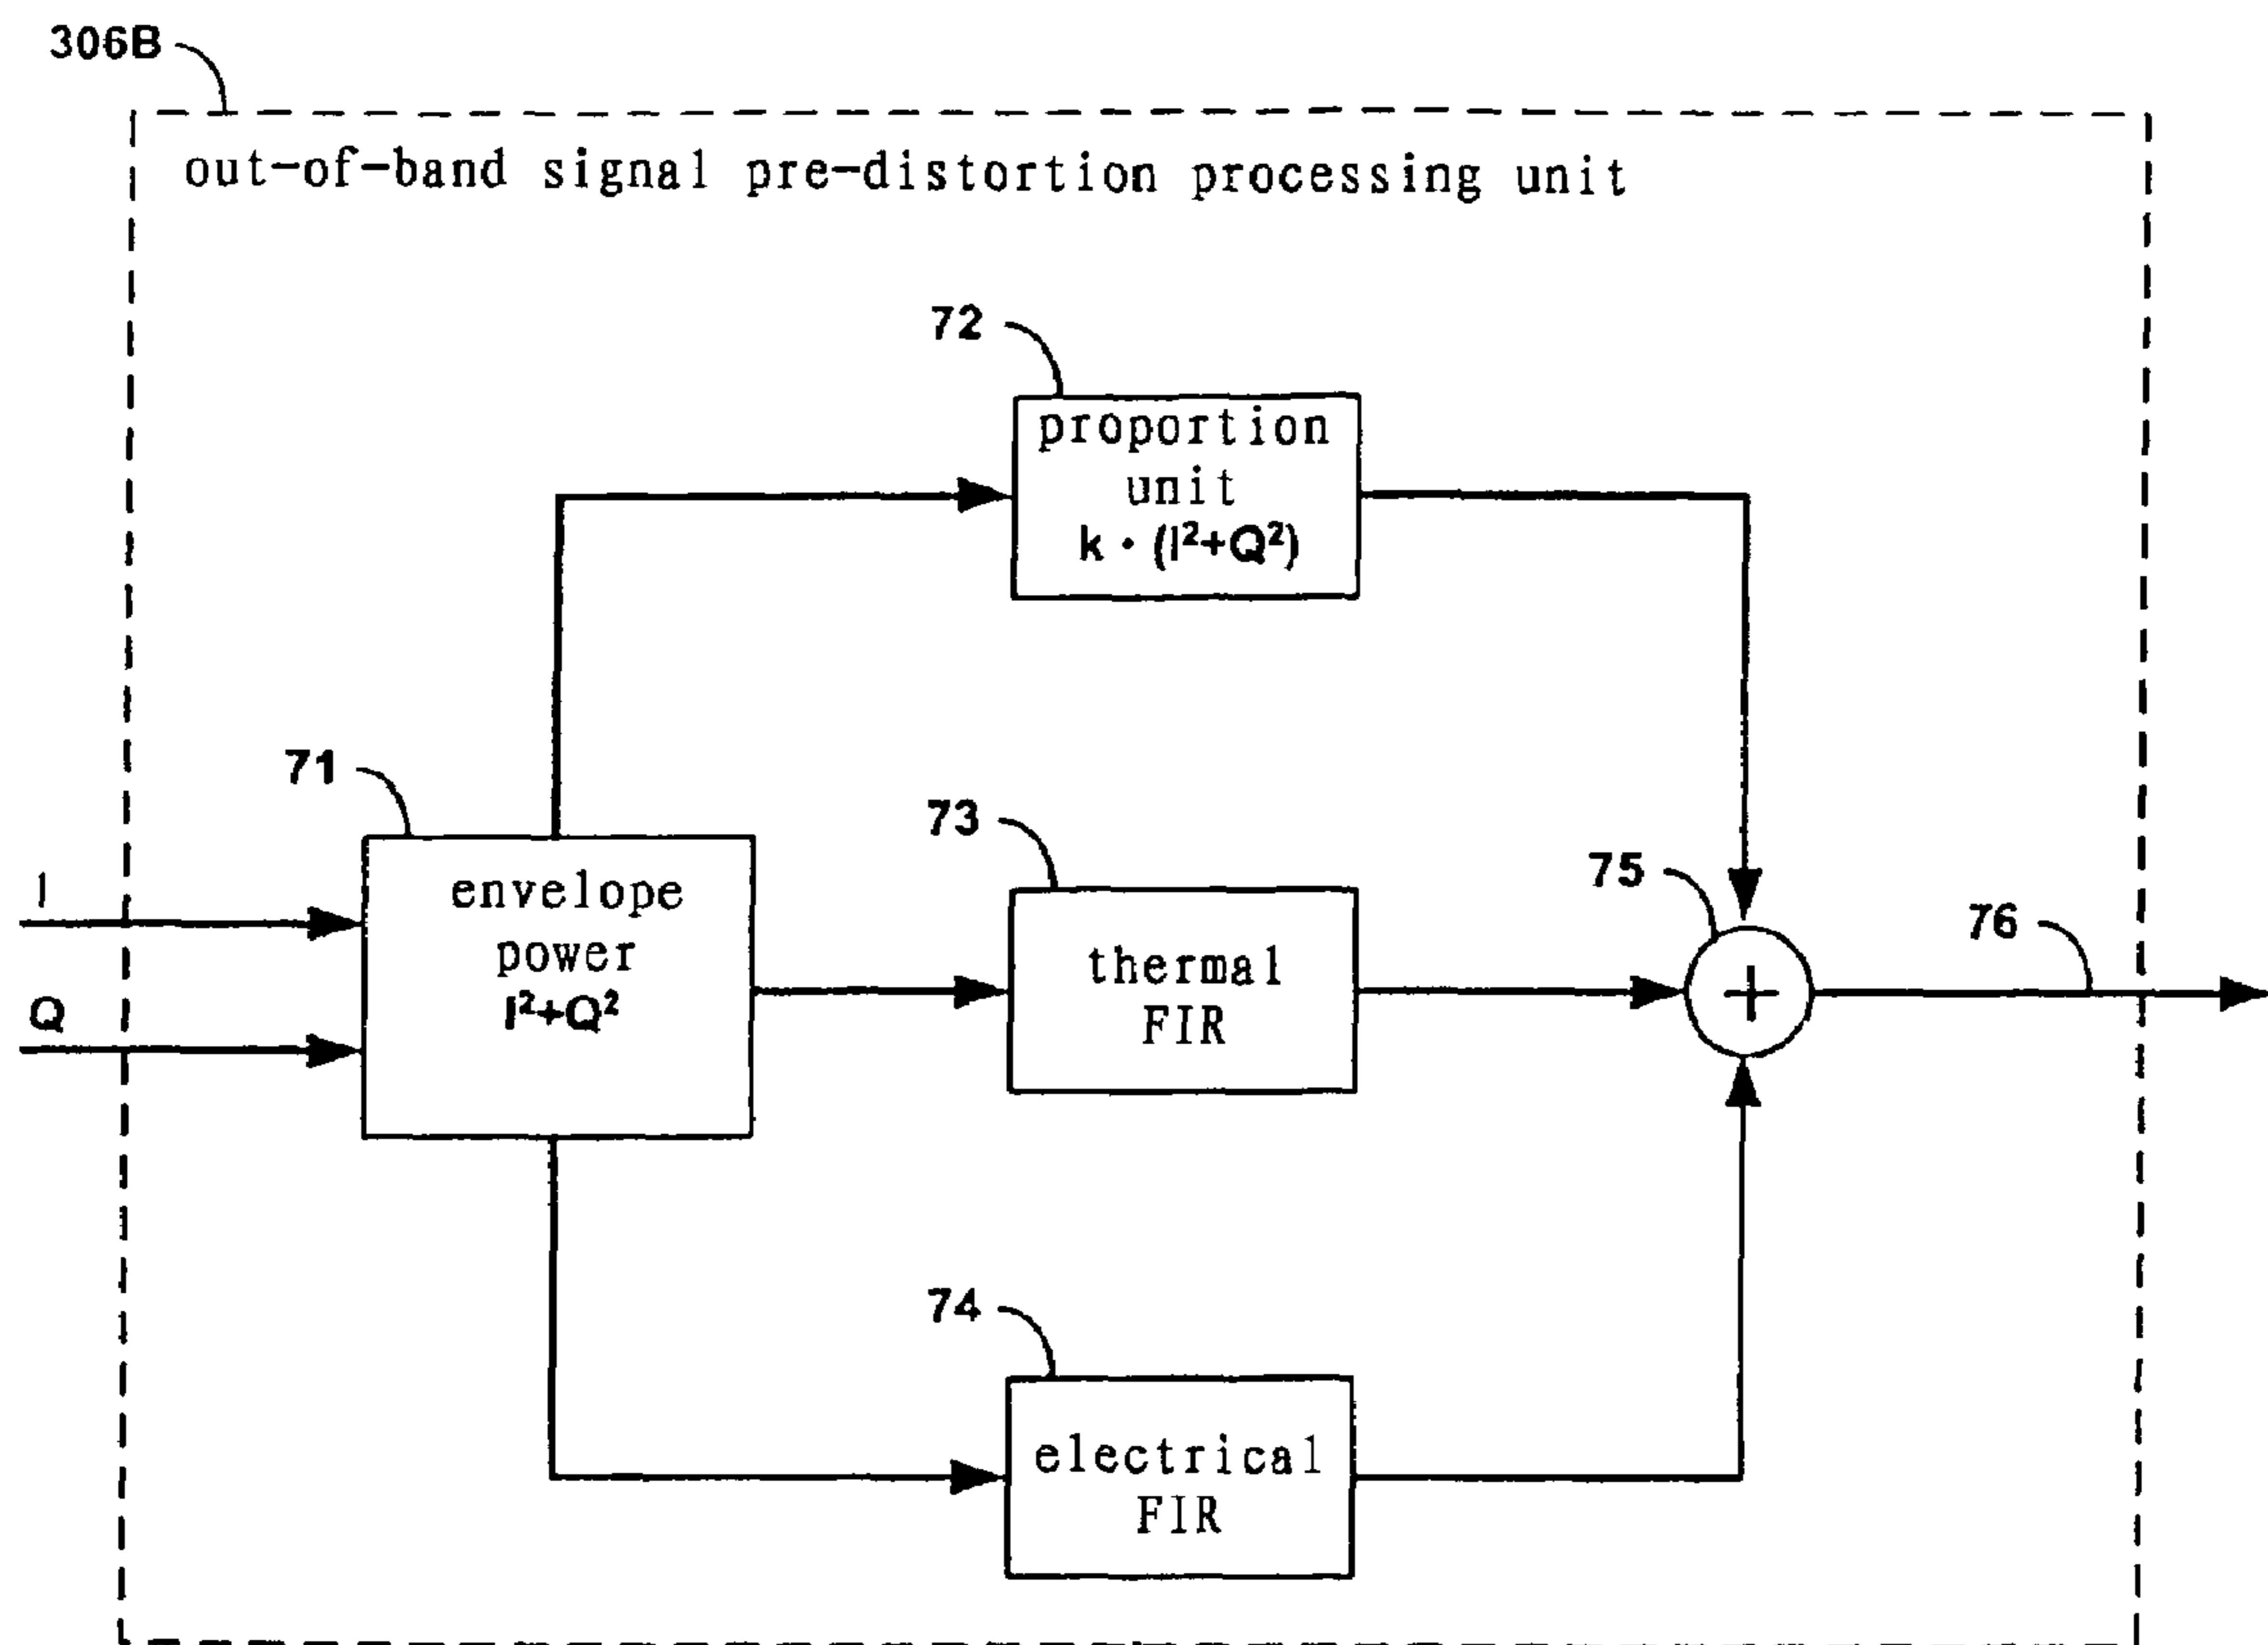 306B
out-of-band signal pre-distortion processing unit
72
proportion
unit
k · (I²+Q²)
71
envelope
power
I²+Q²
I
Q
73
thermal
FIR
75
+
76
74
electrical
FIR